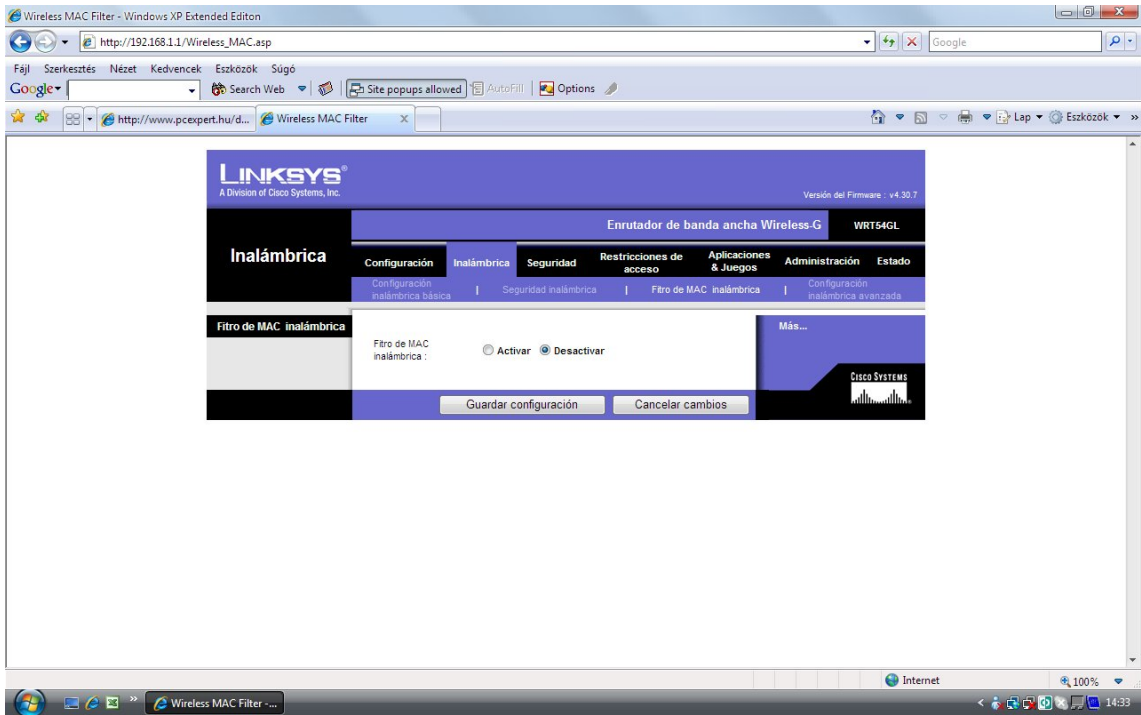 Wireless MAC Filter - Windows XP Extended Editon
http://192.168.1.1/Wireless_MAC.asp
Google
Fájl Szerkesztés Nézet Kedvencek Eszközök Súgó
Google Search Web Site popups allowed AutoFill Options
http://www.pcexpert.hu/d... Wireless MAC Filter Lap Eszközök
LINKSYS®
A Division of Cisco Systems, Inc.
Versión del Firmware : v4.30.7
Enrutador de banda ancha Wireless-G WRT54GL
Inalámbrica
Configuración Inalámbrica Seguridad Restricciones de acceso Aplicaciones & Juegos Administración Estado
Configuración inalámbrica básica | Seguridad inalámbrica | Fitro de MAC inalámbrica | Configuración inalámbrica avanzada
Fitro de MAC inalámbrica
Más...
Fitro de MAC inalámbrica :
Activar Desactivar
CISCO SYSTEMS
Guardar configuración Cancelar cambios
Internet 100%
Wireless MAC Filter -... 14:33